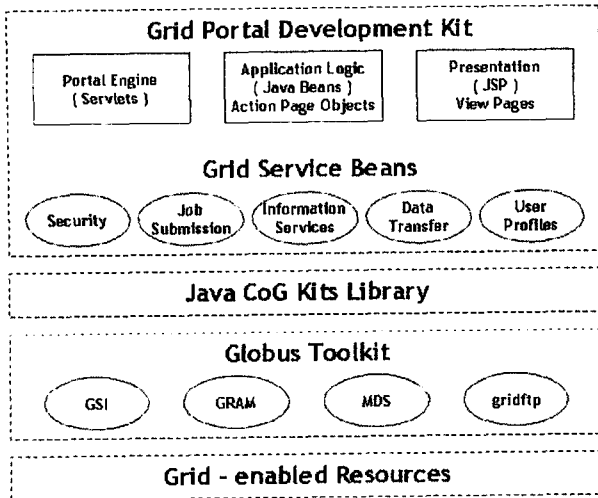 Grid Portal Development Kit
Portal Engine
( Servlets )
Application Logic
( Java Beans )
Action Page Objects
Presentation
( JSP )
View Pages
Grid Service Beans
Security
Job
Submission
Information
Services
Data
Transfer
User
Profiles
Java CoG Kits Library
Globus Toolkit
GSI
GRAM
MDS
gridftp
Grid - enabled Resources